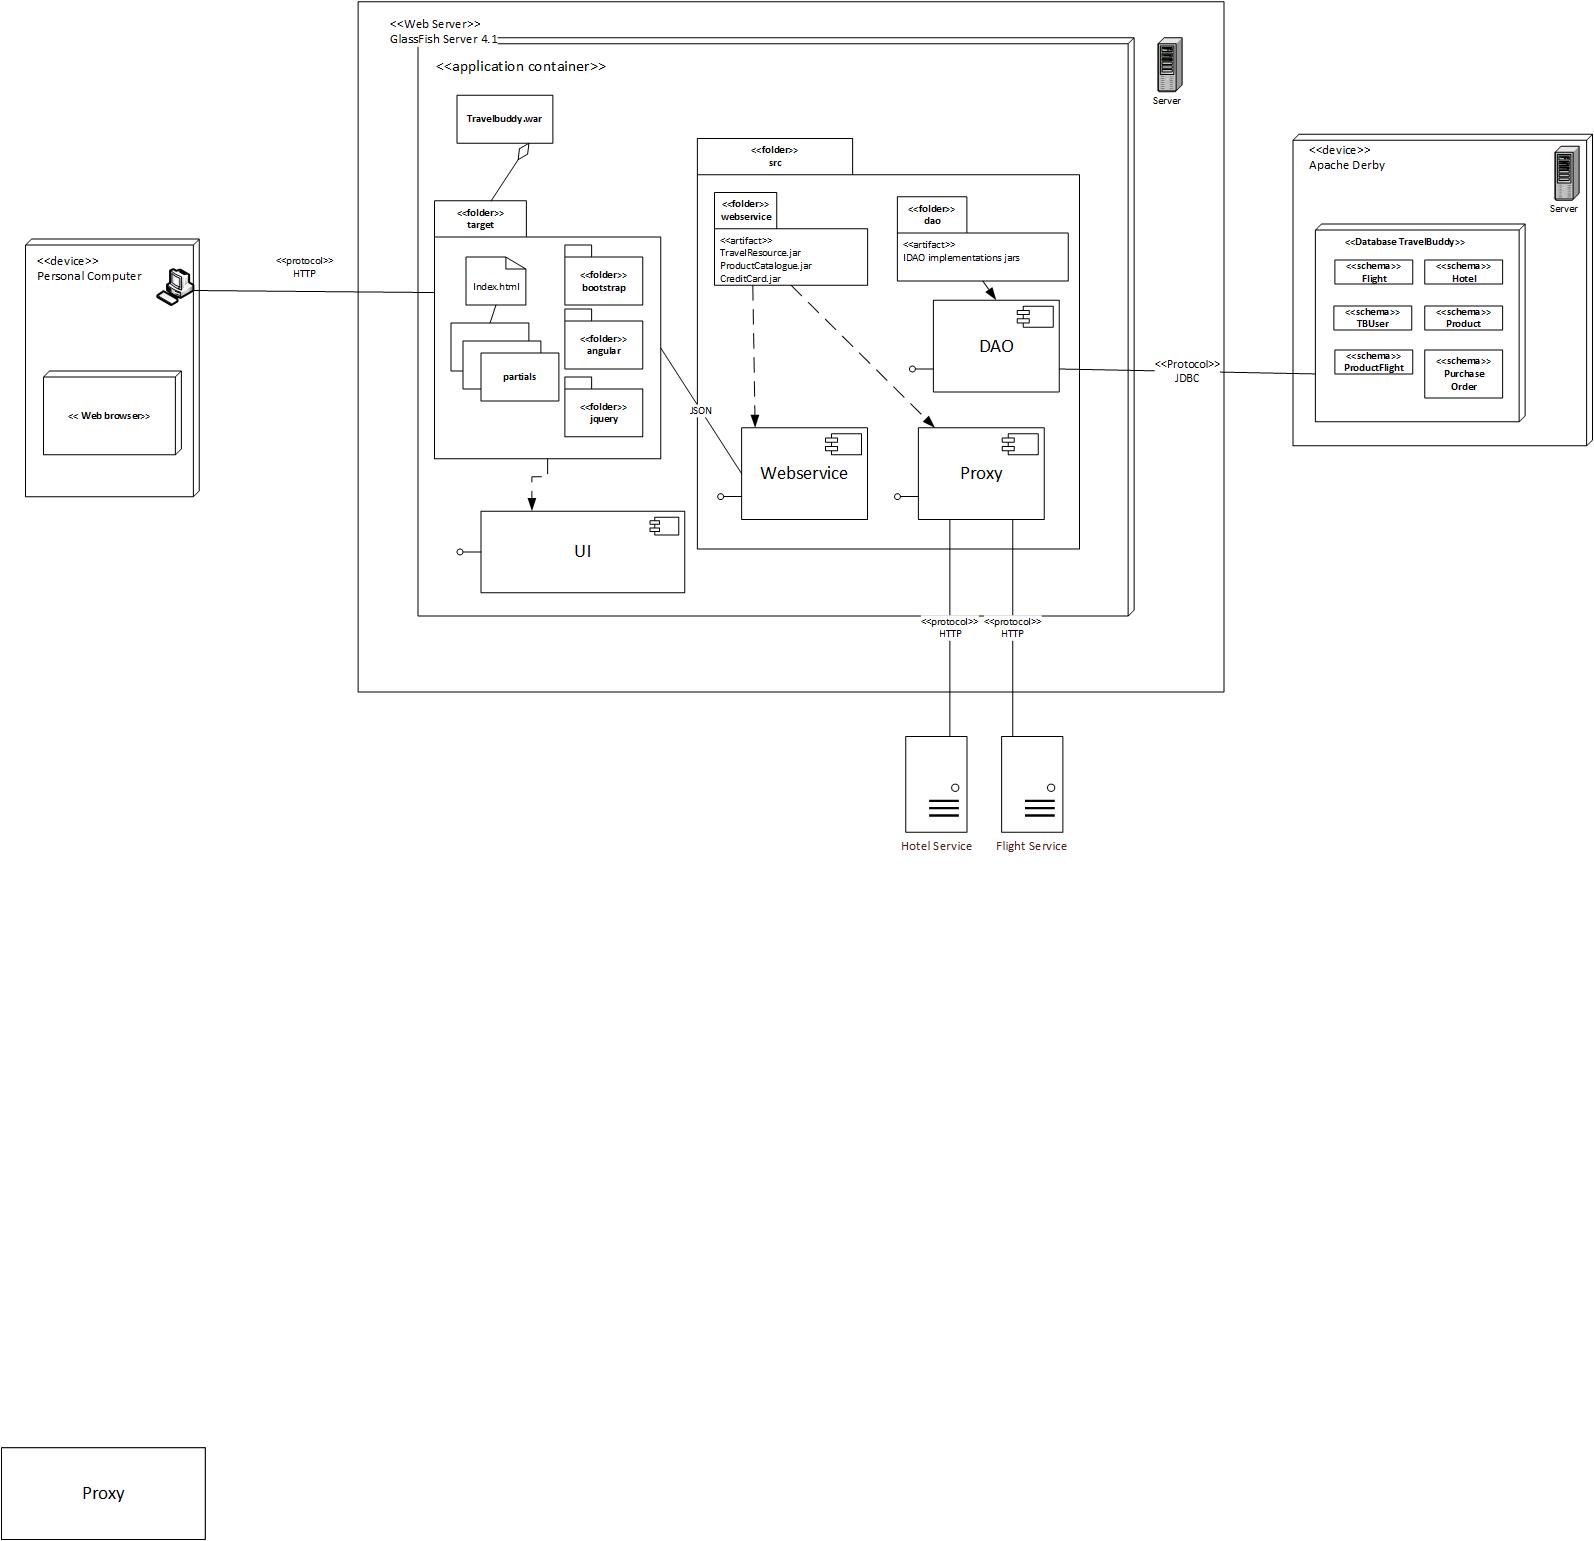 <<Web Server>>
GlassFish Server 4.1
<<application container>>
Server
Travelbuddy.war
<<folder>>
src
<<device>>
Apache Derby
Server
<<folder>>
target
<<folder>>
webservice
<<artifact>>
TravelResource.jar
ProductCatalogue.jar
CreditCard.jar
<<folder>>
dao
<<artifact>>
IDAO implementations jars
<<Database TravelBuddy>>
<<schema>>
Flight
<<schema>>
Hotel
<<schema>>
TBUser
<<schema>>
Product
<<schema>>
ProductFlight
<<schema>>
Purchase
Order
<<device>>
Personal Computer
<<protocol>>
HTTP
Index.html
<<folder>>
bootstrap
<<folder>>
angular
partials
<<folder>>
jquery
<< Web browser>>
DAO
<<Protocol>>
JDBC
JSON
Webservice
Proxy
UI
<<protocol>>
HTTP
<<protocol>>
HTTP
Hotel Service
Flight Service
Proxy